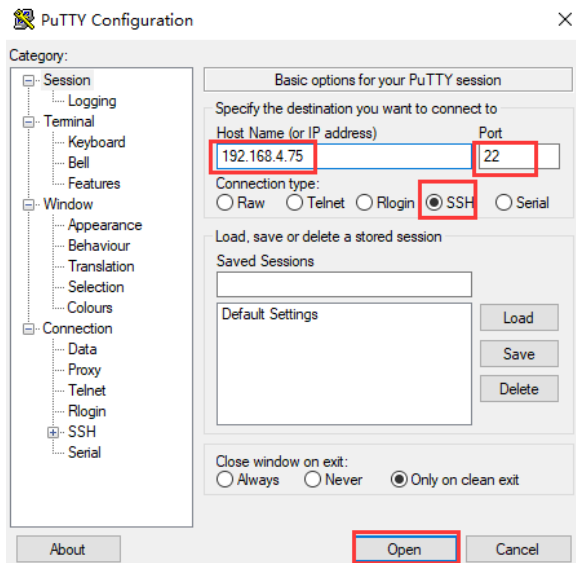 PuTTY Configuration
Category:
Session
Logging
Terminal
Keyboard
Bell
Features
Window
Appearance
Behaviour
Translation
Selection
Colours
Connection
Data
Proxy
Telnet
Rlogin
SSH
Serial
Basic options for your PuTTY session
Specify the destination you want to connect to
Host Name (or IP address) Port
192.168.4.75 22
Connection type:
Raw Telnet Rlogin SSH Serial
Load, save or delete a stored session
Saved Sessions
Default Settings
Load
Save
Delete
Close window on exit:
Always Never Only on clean exit
About Open Cancel